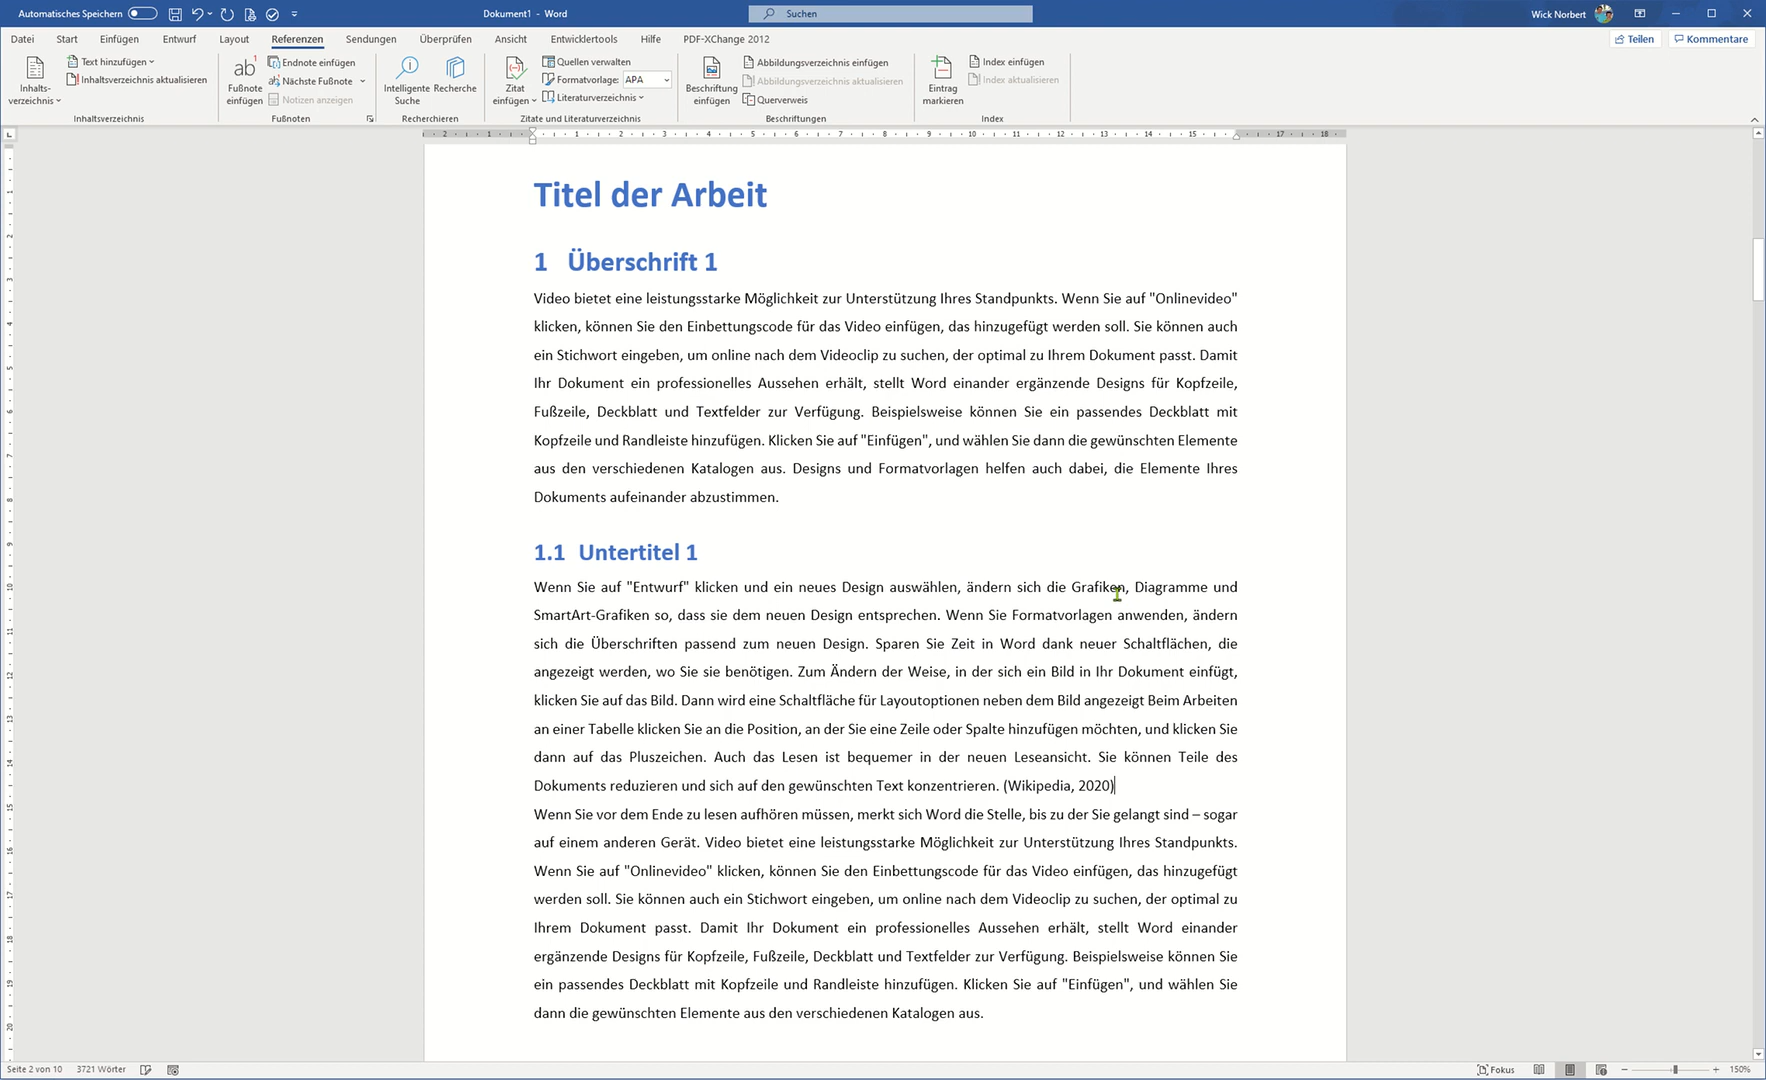 Automatisches Speichern
Dokument1 - Word
Suchen
Wick Norbert
Datei Start Einfügen Entwurf Layout Referenzen Sendungen Überprüfen Ansicht Entwicklertools Hilfe PDF-XChange 2012
Teilen Kommentare
Inhalts-
verzeichnis
Text hinzufügen
Inhaltsverzeichnis aktualisieren
Inhaltsverzeichnis
ab¹
Fußnote
einfügen
Endnote einfügen
Nächste Fußnote
Notizen anzeigen
Fußnoten
Intelligente
Suche
Recherche
Recherchieren
Zitat
einfügen
Quellen verwalten
Formatvorlage: APA
Literaturverzeichnis
Zitate und Literaturverzeichnis
Beschriftung
einfügen
Abbildungsverzeichnis einfügen
Abbildungsverzeichnis aktualisieren
Querverweis
Beschriftungen
Eintrag
markieren
Index einfügen
Index aktualisieren
Index
2 1 1 2 3 4 5 6 7 8 9 10 11 12 13 14 15 17 18
Titel der Arbeit
1 Überschrift 1
Video bietet eine leistungsstarke Möglichkeit zur Unterstützung Ihres Standpunkts. Wenn Sie auf "Onlinevideo"
klicken, können Sie den Einbettungscode für das Video einfügen, das hinzugefügt werden soll. Sie können auch
ein Stichwort eingeben, um online nach dem Videoclip zu suchen, der optimal zu Ihrem Dokument passt. Damit
Ihr Dokument ein professionelles Aussehen erhält, stellt Word einander ergänzende Designs für Kopfzeile,
Fußzeile, Deckblatt und Textfelder zur Verfügung. Beispielsweise können Sie ein passendes Deckblatt mit
Kopfzeile und Randleiste hinzufügen. Klicken Sie auf "Einfügen", und wählen Sie dann die gewünschten Elemente
aus den verschiedenen Katalogen aus. Designs und Formatvorlagen helfen auch dabei, die Elemente Ihres
Dokuments aufeinander abzustimmen.
1.1 Untertitel 1
Wenn Sie auf "Entwurf" klicken und ein neues Design auswählen, ändern sich die Grafiken, Diagramme und
SmartArt-Grafiken so, dass sie dem neuen Design entsprechen. Wenn Sie Formatvorlagen anwenden, ändern
sich die Überschriften passend zum neuen Design. Sparen Sie Zeit in Word dank neuer Schaltflächen, die
angezeigt werden, wo Sie sie benötigen. Zum Ändern der Weise, in der sich ein Bild in Ihr Dokument einfügt,
klicken Sie auf das Bild. Dann wird eine Schaltfläche für Layoutoptionen neben dem Bild angezeigt Beim Arbeiten
an einer Tabelle klicken Sie an die Position, an der Sie eine Zeile oder Spalte hinzufügen möchten, und klicken Sie
dann auf das Pluszeichen. Auch das Lesen ist bequemer in der neuen Leseansicht. Sie können Teile des
Dokuments reduzieren und sich auf den gewünschten Text konzentrieren. (Wikipedia, 2020)
Wenn Sie vor dem Ende zu lesen aufhören müssen, merkt sich Word die Stelle, bis zu der Sie gelangt sind – sogar
auf einem anderen Gerät. Video bietet eine leistungsstarke Möglichkeit zur Unterstützung Ihres Standpunkts.
Wenn Sie auf "Onlinevideo" klicken, können Sie den Einbettungscode für das Video einfügen, das hinzugefügt
werden soll. Sie können auch ein Stichwort eingeben, um online nach dem Videoclip zu suchen, der optimal zu
Ihrem Dokument passt. Damit Ihr Dokument ein professionelles Aussehen erhält, stellt Word einander
ergänzende Designs für Kopfzeile, Fußzeile, Deckblatt und Textfelder zur Verfügung. Beispielsweise können Sie
ein passendes Deckblatt mit Kopfzeile und Randleiste hinzufügen. Klicken Sie auf "Einfügen", und wählen Sie
dann die gewünschten Elemente aus den verschiedenen Katalogen aus.
Seite 2 von 10 3721 Wörter
Fokus
150%